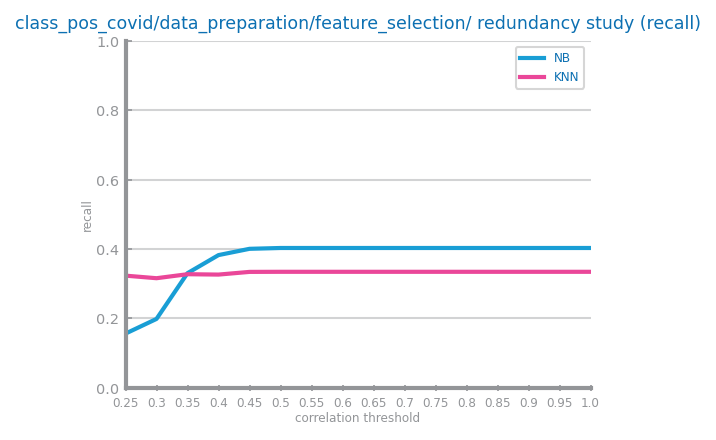 class_pos_covid/data_preparation/feature_selection/ redundancy study (recall)
NB
KNN
recall
1.0
0.8
0.6
0.4
0.2
0.0
0.25 0.3 0.35 0.4 0.45 0.5 0.55 0.6 0.65 0.7 0.75 0.8 0.85 0.9 0.95 1.0
correlation threshold